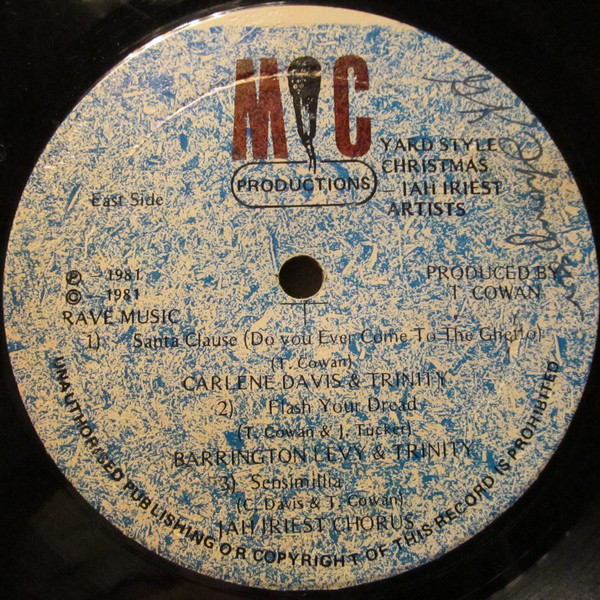 MIC
PRODUCTIONS
YARD STYLE
CHRISTMAS
– JAH IRIEST
ARTISTS
East Side
℗ – 1981
© – 1981
RAVE MUSIC
PRODUCED BY
T. COWAN
1) Santa Clause (Do you Ever Come To The Ghetto)
(T. Cowan)
CARLENE DAVIS & TRINITY
2) Flash Your Dread
(T. Cowan & J. Tucker)
BARRINGTON LEVY & TRINITY
3) Sensimillia
(C. Davis & T. Cowan)
JAH IRIEST CHORUS
UNAUTHORISED PUBLISHING OR COPYRIGHT OF THIS RECORD IS PROHIBITED